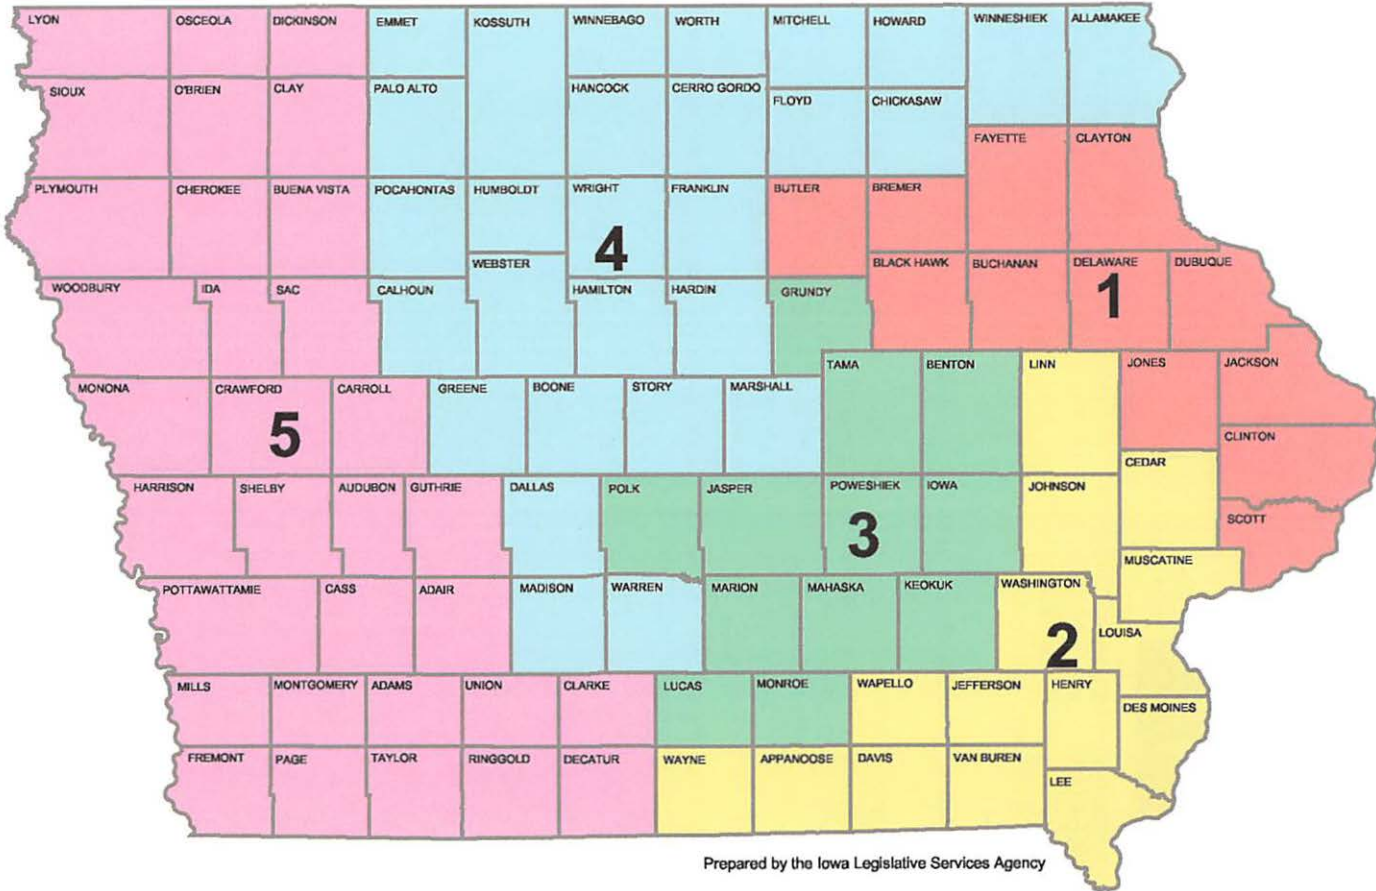 LYON OSCEOLA DICKINSON EMMET KOSSUTH WINNEBAGO WORTH MITCHELL HOWARD WINNESHIEK ALLAMAKEE
SIOUX O'BRIEN CLAY PALO ALTO HANCOCK CERRO GORDO FLOYD CHICKASAW
FAYETTE CLAYTON
PLYMOUTH CHEROKEE BUENA VISTA POCAHONTAS HUMBOLDT WRIGHT FRANKLIN BUTLER BREMER
4
WEBSTER BLACK HAWK BUCHANAN DELAWARE DUBUQUE
WOODBURY IDA SAC CALHOUN HAMILTON HARDIN GRUNDY
1
TAMA BENTON LINN JONES JACKSON
MONONA CRAWFORD CARROLL GREENE BOONE STORY MARSHALL
5
CLINTON
CEDAR
HARRISON SHELBY AUDUBON GUTHRIE DALLAS POLK JASPER POWESHIEK IOWA JOHNSON
3
SCOTT
MUSCATINE
POTTAWATTAMIE CASS ADAIR MADISON WARREN MARION MAHASKA KEOKUK WASHINGTON
2
LOUISA
MILLS MONTGOMERY ADAMS UNION CLARKE LUCAS MONROE WAPELLO JEFFERSON HENRY
DES MOINES
FREMONT PAGE TAYLOR RINGGOLD DECATUR WAYNE APPANOOSE DAVIS VAN BUREN
LEE
Prepared by the Iowa Legislative Services Agency